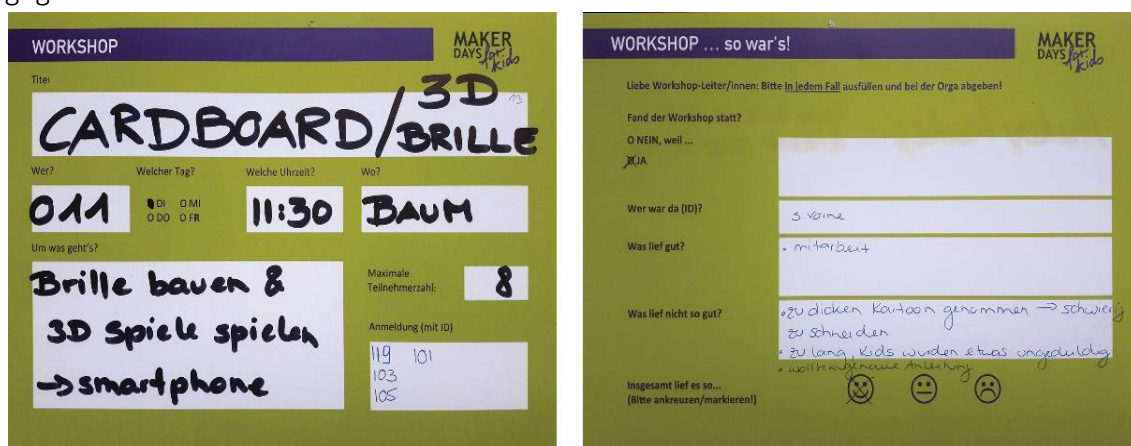 WORKSHOP
MAKER
DAYS for
kids
Titel
13
3D
CARDBOARD/BRILLE
Wer?
Welcher Tag?
Welche Uhrzeit?
Wo?
011
DI O MI
O DO O FR
11:30
BAUM
Um was geht's?
Brille bauen &
3D Spiele spielen
→ smartphone
Maximale
Teilnehmerzahl:
8
Anmeldung (mit ID)
119 101
103
105
WORKSHOP ... so war's!
MAKER
DAYS for
kids
Liebe Workshop-Leiter/innen: Bitte in jedem Fall ausfüllen und bei der Orga abgeben!
Fand der Workshop statt?
O NEIN, weil ...
JA
Wer war da (ID)?
s. vorne
Was lief gut?
• mitarbeit
Was lief nicht so gut?
• zu dicken Kartoon genommen → schwierig
zu schneiden
• zu lang, Kids wurden etwas ungeduldig
• wollten genaue Anleitung
Insgesamt lief es so...
(Bitte ankreuzen/markieren!)